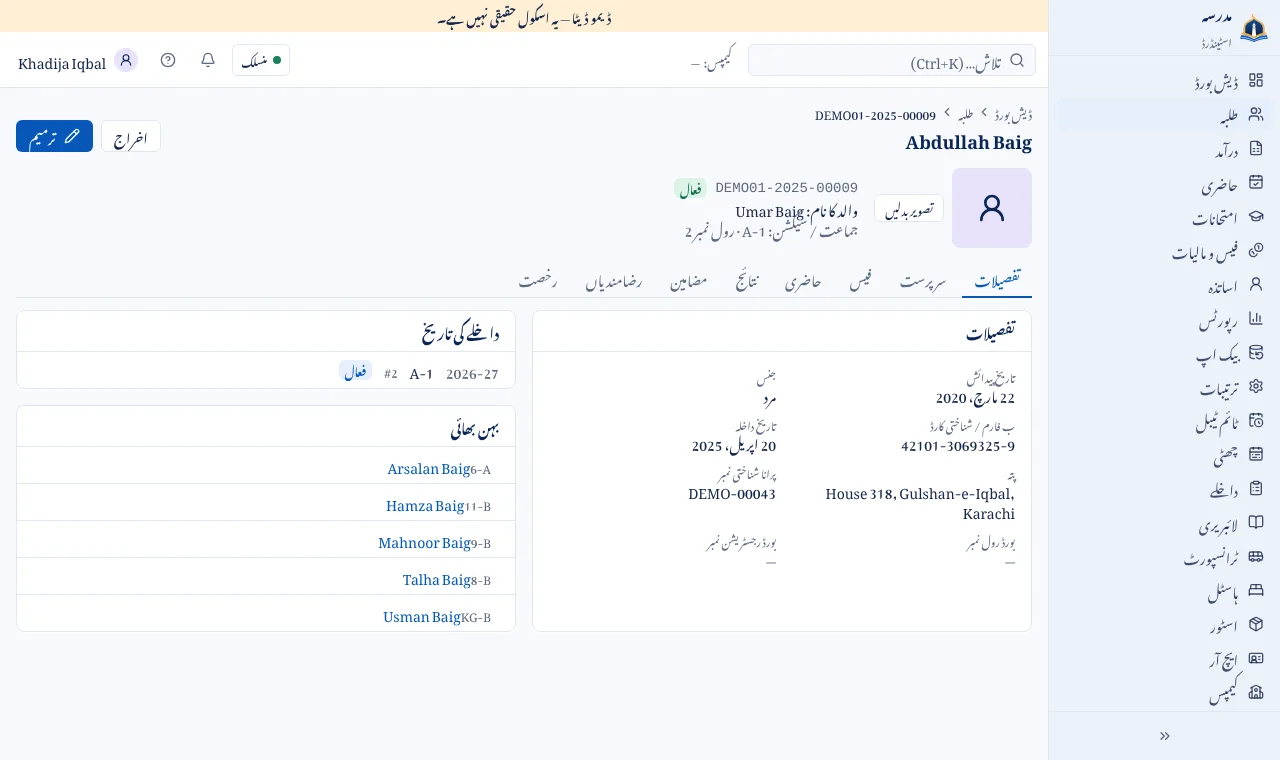 ڈیمو ڈیٹا — یہ اسکول حقیقی نہیں ہے۔
مدرسہ
اسٹینڈرڈ
ڈیش بورڈ
طلبہ
درآمد
حاضری
امتحانات
فیس و مالیات
اساتذہ
رپورٹس
بیک اپ
ترتیبات
ٹائم ٹیبل
چھٹی
داخلے
لائبریری
ٹرانسپورٹ
ہاسٹل
اسٹور
ایچ آر
کیمپس
تلاش... (Ctrl+K)
کیمپس: —
منسلک
Khadija Iqbal
ڈیش بورڈ
طلبہ
DEMO01-2025-00009
Abdullah Baig
اخراج
ترمیم
تصویر بدلیں
DEMO01-2025-00009 فعال
والد کا نام: Umar Baig
جماعت / سیکشن: 1-A · رول نمبر 2
تفصیلات
سرپرست
فیس
حاضری
نتائج
مضامین
رضامندیاں
رخصت
تفصیلات
تاریخ پیدائش
22 مارچ، 2020
جنس
مرد
ب فارم / شناختی کارڈ
42101-3069325-9
تاریخ داخلہ
20 اپریل، 2025
پتہ
House 318, Gulshan-e-Iqbal,
Karachi
پرانا شناختی نمبر
DEMO-00043
بورڈ رول نمبر
—
بورڈ رجسٹریشن نمبر
—
داخلے کی تاریخ
2026-27 1-A #2 فعال
بہن بھائی
Arsalan Baig 6-A
Hamza Baig 11-B
Mahnoor Baig 9-B
Talha Baig 8-B
Usman Baig KG-B